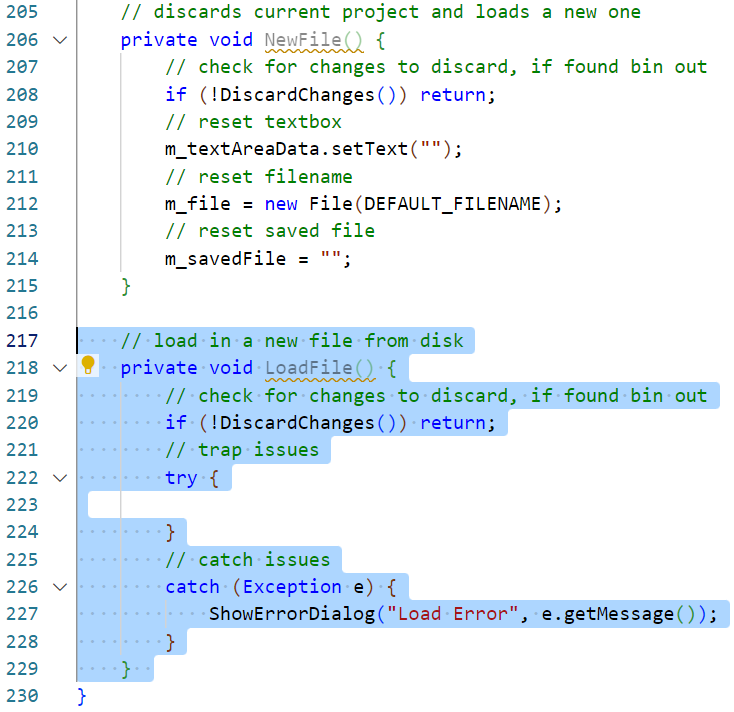 205 // discards current project and loads a new one
206 private void NewFile() {
207 // check for changes to discard, if found bin out
208 if (!DiscardChanges()) return;
209 // reset textbox
210 m_textAreaData.setText("");
211 // reset filename
212 m_file = new File(DEFAULT_FILENAME);
213 // reset saved file
214 m_savedFile = "";
215 }
216
217 // load in a new file from disk
218 private void LoadFile() {
219 // check for changes to discard, if found bin out
220 if (!DiscardChanges()) return;
221 // trap issues
222 try {
223
224 }
225 // catch issues
226 catch (Exception e) {
227 ShowErrorDialog("Load Error", e.getMessage());
228 }
229 }
230 }